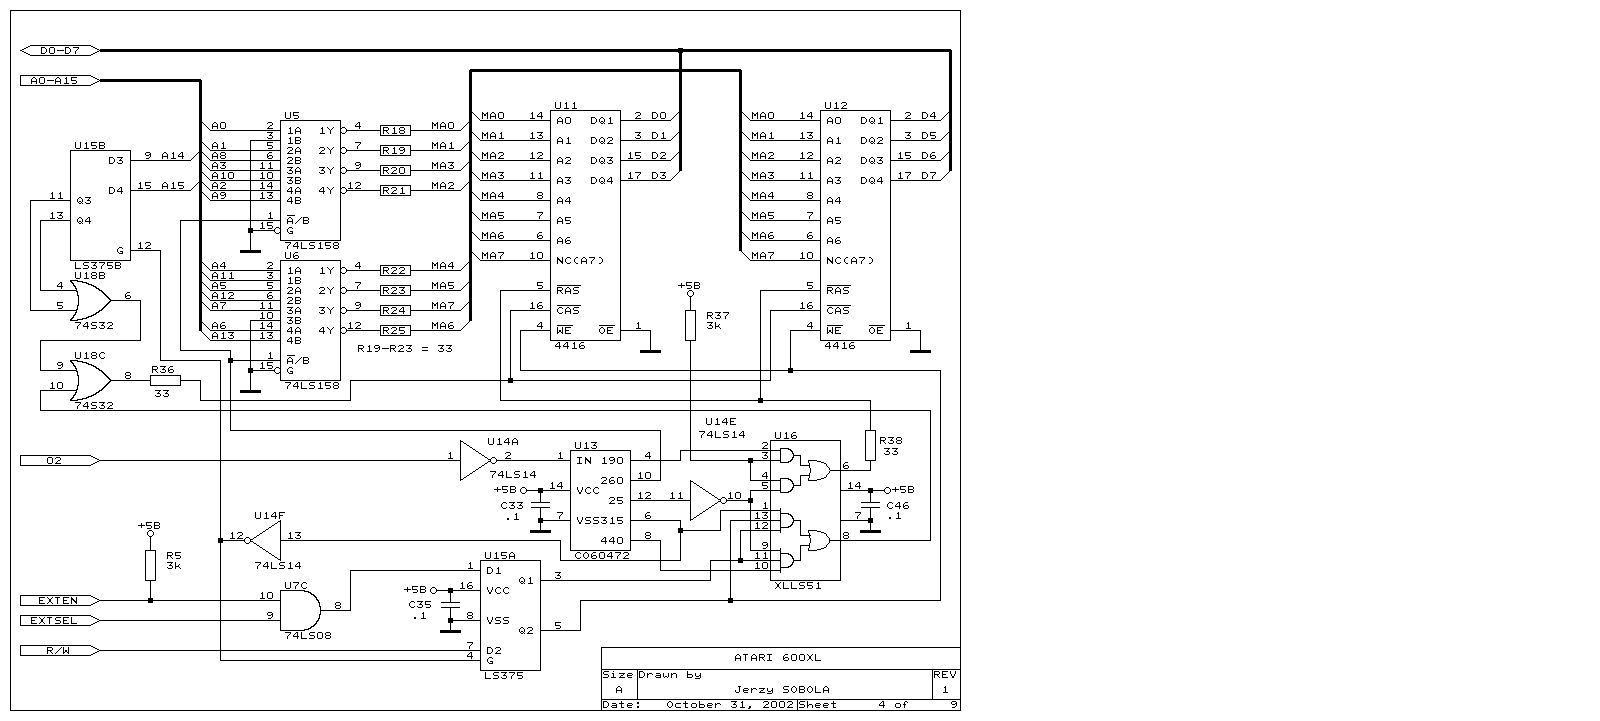 D0-D7
A0-A15
U15B
D3 9 A14
D4 15 A15
11 Q3
13 Q4
G 12
LS375B
U18B
4
5
6
74S32
U18C
9
10
8
74S32
R36
33
U5
A0 2 1A 1Y 4 R18 MA0
3 1B
A1 5 2A 2Y 7 R19 MA1
A8 6 2B
A3 11 3A 3Y 9 R20 MA3
A10 10 3B
A2 14 4A 4Y 12 R21 MA2
A9 13 4B
1 A/B
15 G
74LS158
U6
A4 2 1A 1Y 4 R22 MA4
A11 3 1B
A5 5 2A 2Y 7 R23 MA5
A12 6 2B
A7 11 3A 3Y 9 R24 MA7
10 3B
A6 14 4A 4Y 12 R25 MA6
A13 13 4B
1 A/B
15 G
74LS158
R19-R23 = 33
U11
MA0 14 A0 DQ1 2 D0
MA1 13 A1 DQ2 3 D1
MA2 12 A2 DQ3 15 D2
MA3 11 A3 DQ4 17 D3
MA4 8 A4
MA5 7 A5
MA6 6 A6
MA7 10 NC(A7)
5 RAS
16 CAS
4 WE OE 1
4416
+5B
R37
3k
U12
MA0 14 A0 DQ1 2 D4
MA1 13 A1 DQ2 3 D5
MA2 12 A2 DQ3 15 D6
MA3 11 A3 DQ4 17 D7
MA4 8 A4
MA5 7 A5
MA6 6 A6
MA7 10 NC(A7)
5 RAS
16 CAS
4 WE OE 1
4416
O2
1 U14A 2
74LS14
U13
1 IN 190 4
260 10
+5B 14 VCC 25 12
C33
.1
7 VSS 315 6
440 8
CO60472
U14E
74LS14
11 10
U16
2
3
4
5
6
1
13
12
9
11
10
8
14 +5B
7
C46
.1
XLLS51
R38
33
U14F
12 13
74LS14
+5B
R5
3k
EXTEN
EXTSEL
R/W
U7C
10
9
8
74LS08
U15A
1 D1 Q1 3
+5B 16 VCC
C35
.1
8 VSS
Q2 5
7 D2
4 G
LS375
ATARI 600XL
Size Drawn by REV
A Jerzy SOBOLA 1
Date: October 31, 2002 Sheet 4 of 9